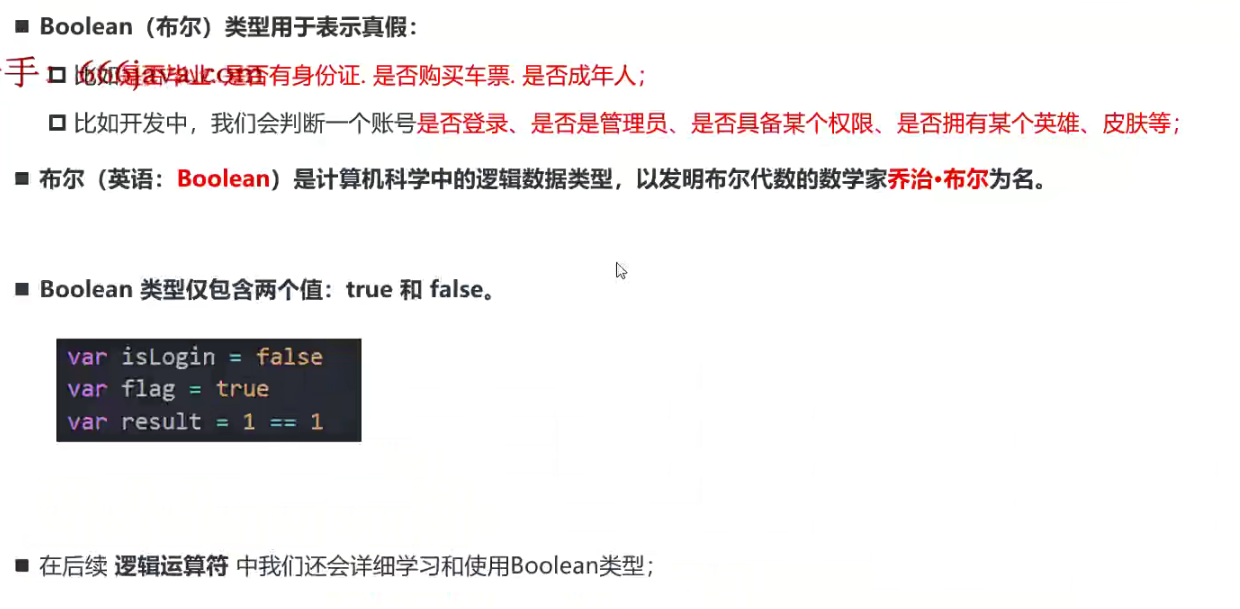 Boolean（布尔）类型用于表示真假：
比如是否毕业. 是否有身份证. 是否购买车票. 是否成年人；
手：666java.com
比如开发中，我们会判断一个账号是否登录、是否是管理员、是否具备某个权限、是否拥有某个英雄、皮肤等；
布尔（英语：Boolean）是计算机科学中的逻辑数据类型，以发明布尔代数的数学家乔治•布尔为名。
Boolean 类型仅包含两个值：true 和 false。
var isLogin = false
var flag = true
var result = 1 == 1
在后续 逻辑运算符 中我们还会详细学习和使用Boolean类型；